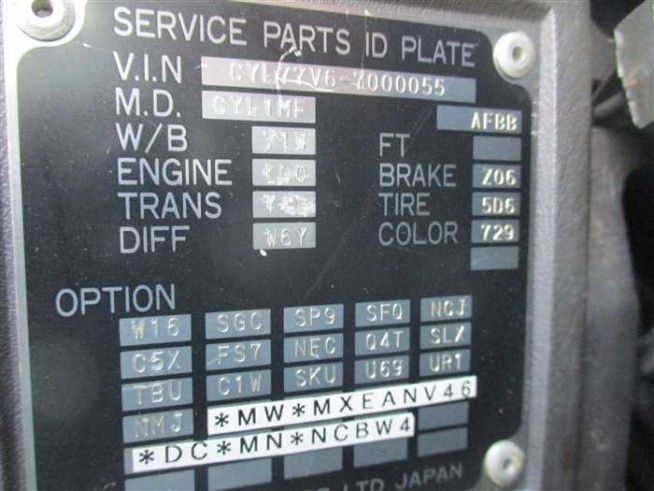 SERVICE PARTS ID PLATE
V.I.N
M.D. GYL1MF AFBB
W/B FT
ENGINE BRAKE Z06
TRANS TIRE 5D6
DIFF W6Y COLOR 729
OPTION
W16 SGC SP9 SFQ NCJ
C5X FS7 NEC Q4T SLX
TBU C1W SKU U69 UR1
NMJ *MW*MXEANV46
*DC*MN*NCBW4
LTD JAPAN